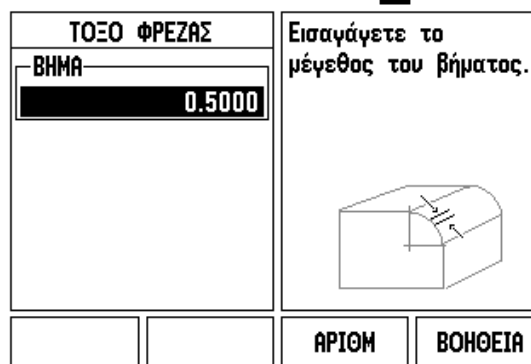 ΤΟΞΟ ΦΡΕΖΑΣ
ΒΗΜΑ
0.5000
Εισαγάγετε το
μέγεθος του βήματος.
ΑΡΙΘΜ
ΒΟΗΘΕΙΑ